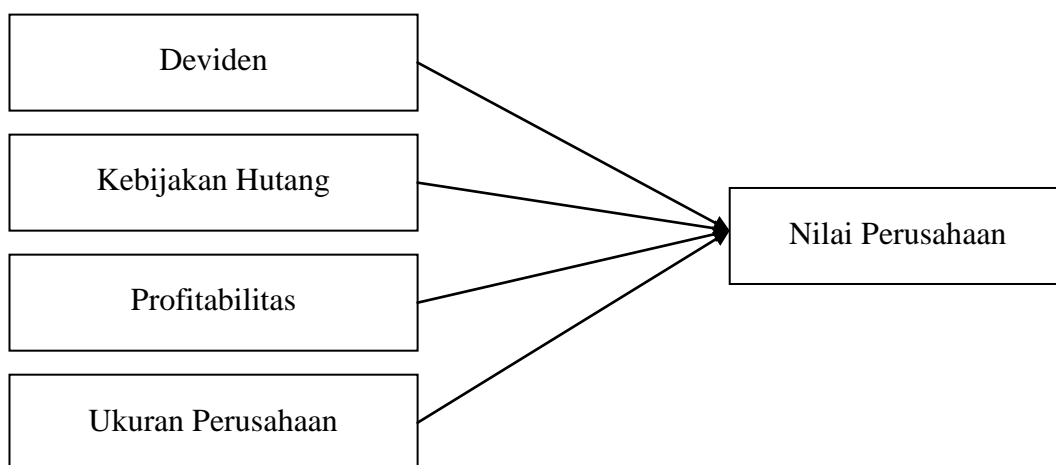 Deviden
Kebijakan Hutang
Nilai Perusahaan
Profitabilitas
Ukuran Perusahaan